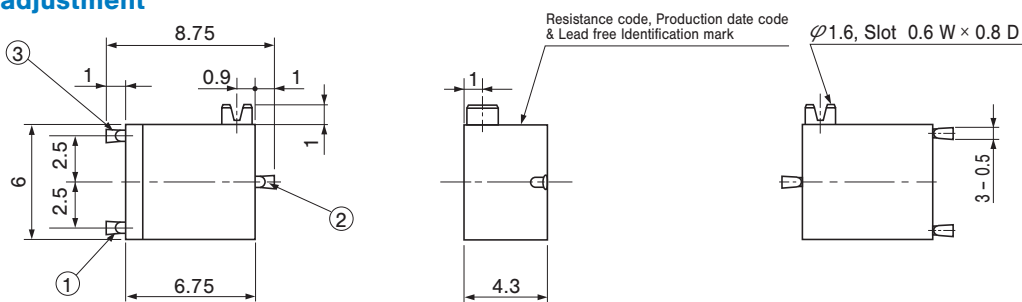 adjustment
Resistance code, Production date code
& Lead free Identification mark
φ1.6, Slot 0.6 W × 0.8 D
8.75
③
1
0.9
1
1
1
2.5
6
2.5
3 – 0.5
②
①
6.75
4.3